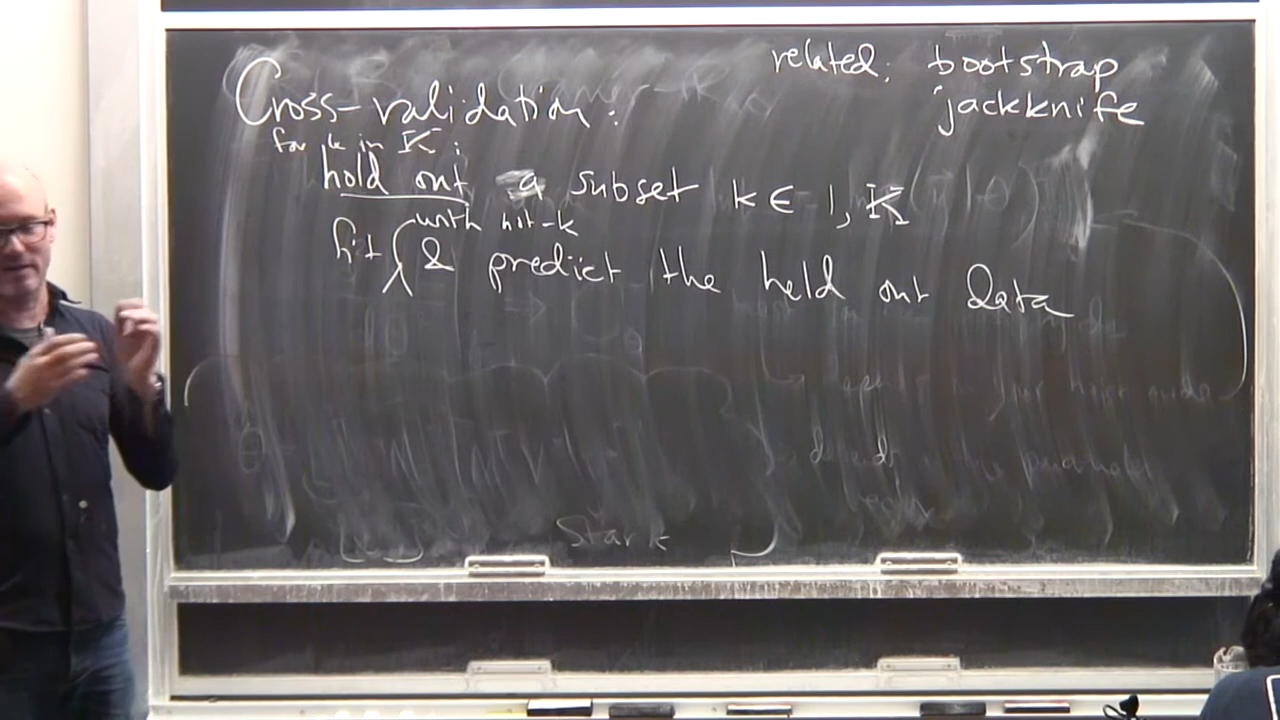 related: bootstrap
jackknife
Cross-validation:
for k in K:
hold out a subset k ∈ 1, K
with not-k
fit & predict the held out data
Stark